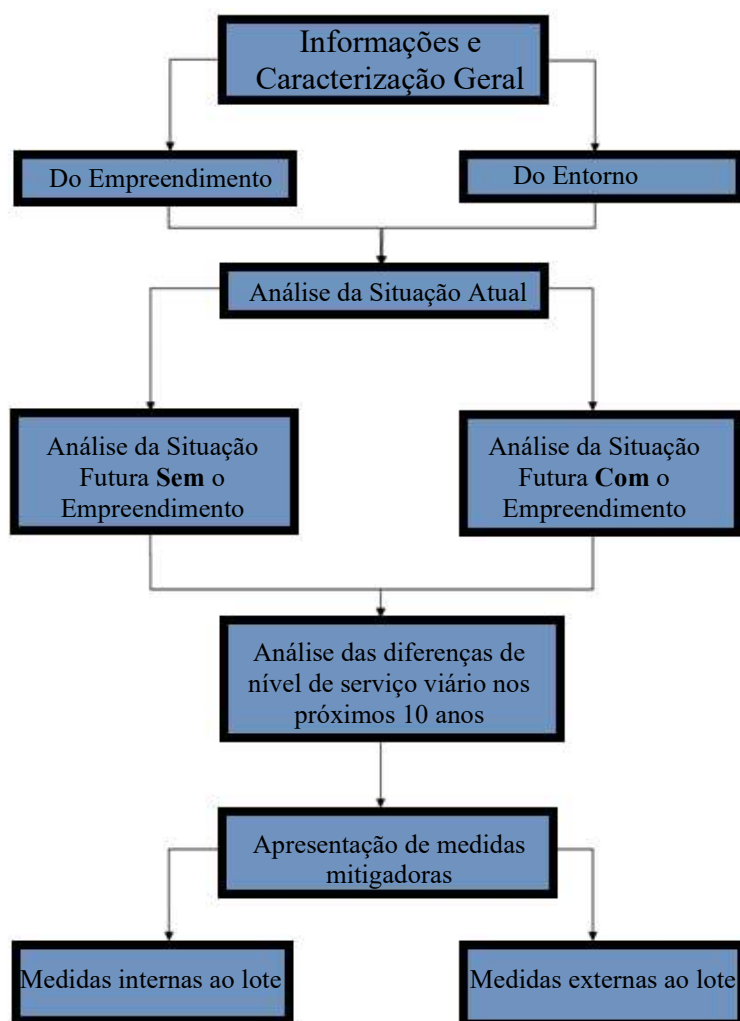 Informações e
Caracterização Geral
Do Empreendimento
Do Entorno
Análise da Situação Atual
Análise da Situação
Futura Sem o
Empreendimento
Análise da Situação
Futura Com o
Empreendimento
Análise das diferenças de
nível de serviço viário nos
próximos 10 anos
Apresentação de medidas
mitigadoras
Medidas internas ao lote
Medidas externas ao lote